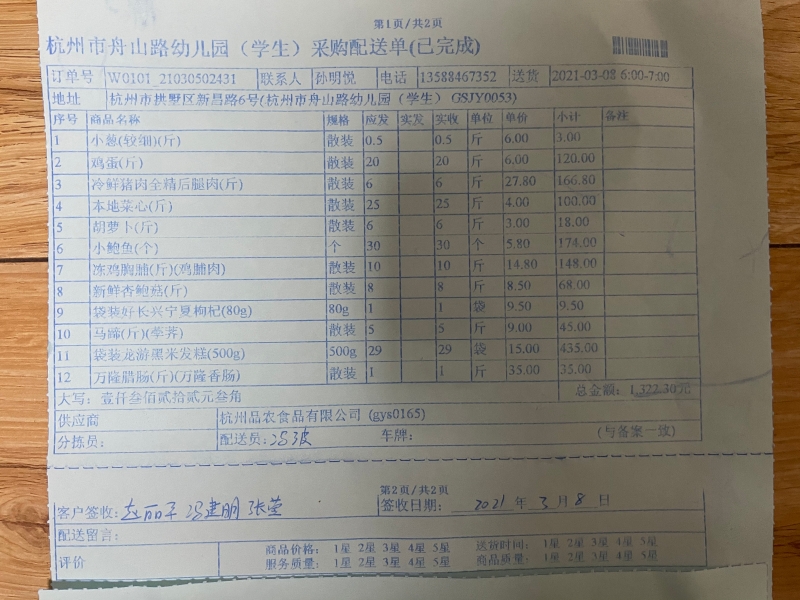 第1页/共2页
杭州市舟山路幼儿园（学生）采购配送单(已完成)
订单号 W0101_21030502431 联系人 孙明悦 电话 13588467352 送货 2021-03-08 6:00-7:00
地址 杭州市拱墅区新昌路6号(杭州市舟山路幼儿园（学生） GSJY0053)
序号 商品名称 规格 应发 实发 实收 单位 单价 小计 备注
1 小葱(较细)(斤) 散装 0.5 0.5 斤 6.00 3.00
2 鸡蛋(斤) 散装 20 20 斤 6.00 120.00
3 冷鲜猪肉全精后腿肉(斤) 散装 6 6 斤 27.80 166.80
4 本地菜心(斤) 散装 25 25 斤 4.00 100.00
5 胡萝卜(斤) 散装 6 6 斤 3.00 18.00
6 小鲍鱼(个) 个 30 30 个 5.80 174.00
7 冻鸡胸脯(斤)(鸡脯肉) 散装 10 10 斤 14.80 148.00
8 新鲜杏鲍菇(斤) 散装 8 8 斤 8.50 68.00
9 袋装好长兴宁夏枸杞(80g) 80g 1 1 袋 9.50 9.50
10 马蹄(斤)(荸荠) 散装 5 5 斤 9.00 45.00
11 袋装龙游黑米发糕(500g) 500g 29 29 袋 15.00 435.00
12 万隆腊肠(斤)(万隆香肠) 散装 1 1 斤 35.00 35.00
大写：壹仟叁佰贰拾贰元叁角 总金额：1,322.30元
供应商 杭州品农食品有限公司 (gys0165)
分拣员： 配送员：冯波 车牌： (与备案一致)
第2页/共2页
客户签收：赵丽平 冯建明 张莹 签收日期： 2021 年 3 月 8 日
配送留言：
评价 商品价格： 1星 2星 3星 4星 5星 送货时间： 1星 2星 3星 4星 5星
服务质量： 1星 2星 3星 4星 5星 商品质量： 1星 2星 3星 4星 5星